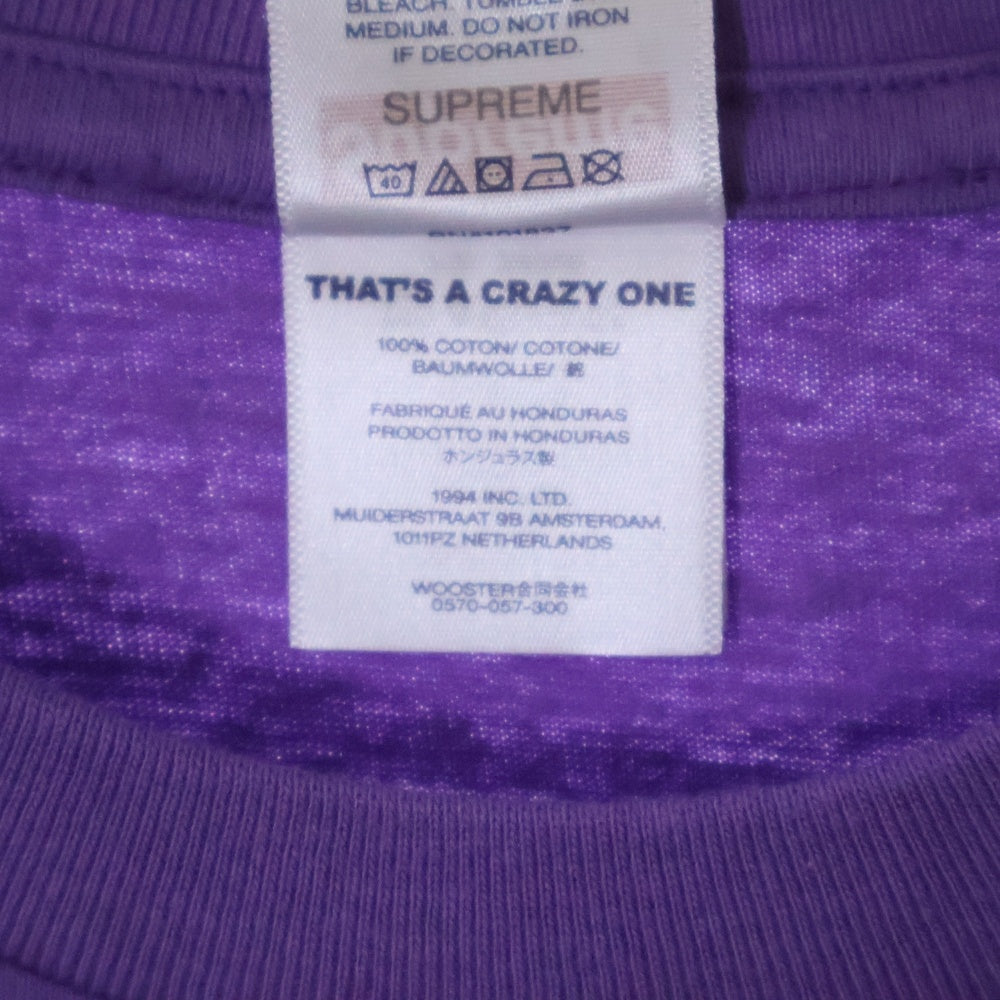 BLEACH. TUMBLE
MEDIUM. DO NOT IRON
IF DECORATED.
SUPREME
40
THAT'S A CRAZY ONE
100% COTON/ COTONE/
BAUMWOLLE/ 綿
FABRIQUÉ AU HONDURAS
PRODOTTO IN HONDURAS
ホンジュラス製
1994 INC. LTD.
MUIDERSTRAAT 9B AMSTERDAM,
1011PZ NETHERLANDS
WOOSTER合同会社
0570-057-300